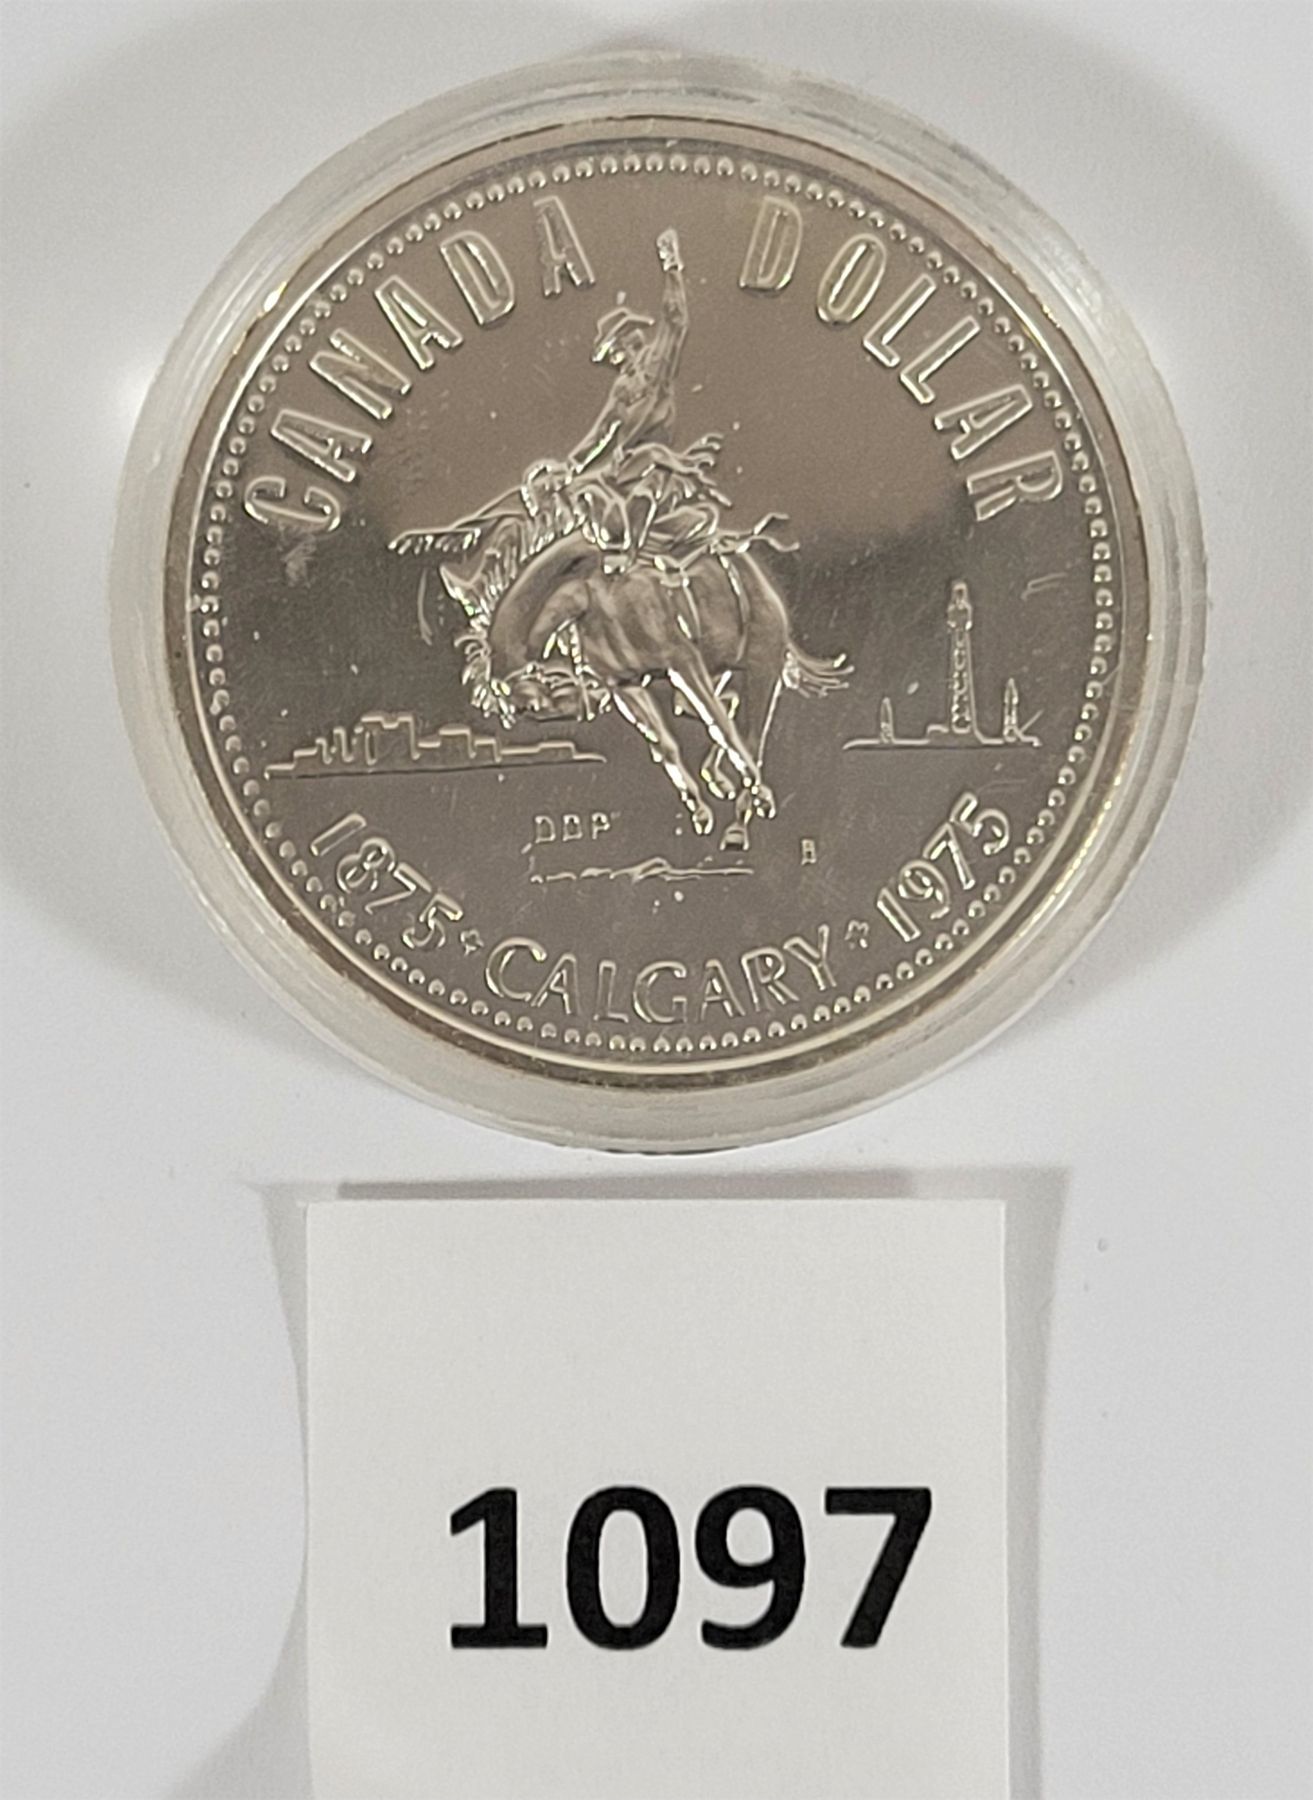 CANADA DOLLAR
DDP
B
1875 • CALGARY • 1975
1097